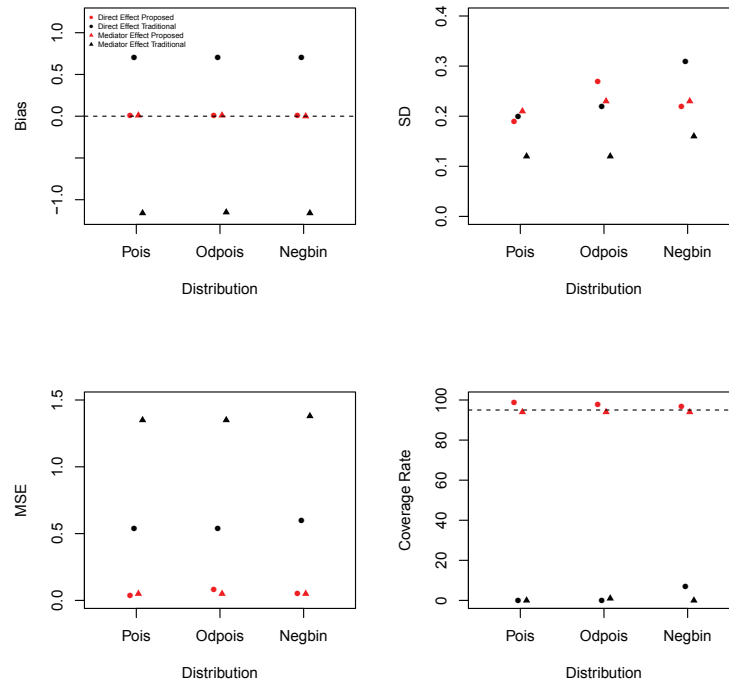 Direct Effect Proposed
Direct Effect Traditional
Mediator Effect Proposed
Mediator Effect Traditional
Bias
1.0
0.5
0.0
−1.0
Pois Odpois Negbin
Distribution
SD
0.4
0.3
0.2
0.1
0.0
Pois Odpois Negbin
Distribution
MSE
1.5
1.0
0.5
0.0
Pois Odpois Negbin
Distribution
Coverage Rate
100
80
60
40
20
0
Pois Odpois Negbin
Distribution